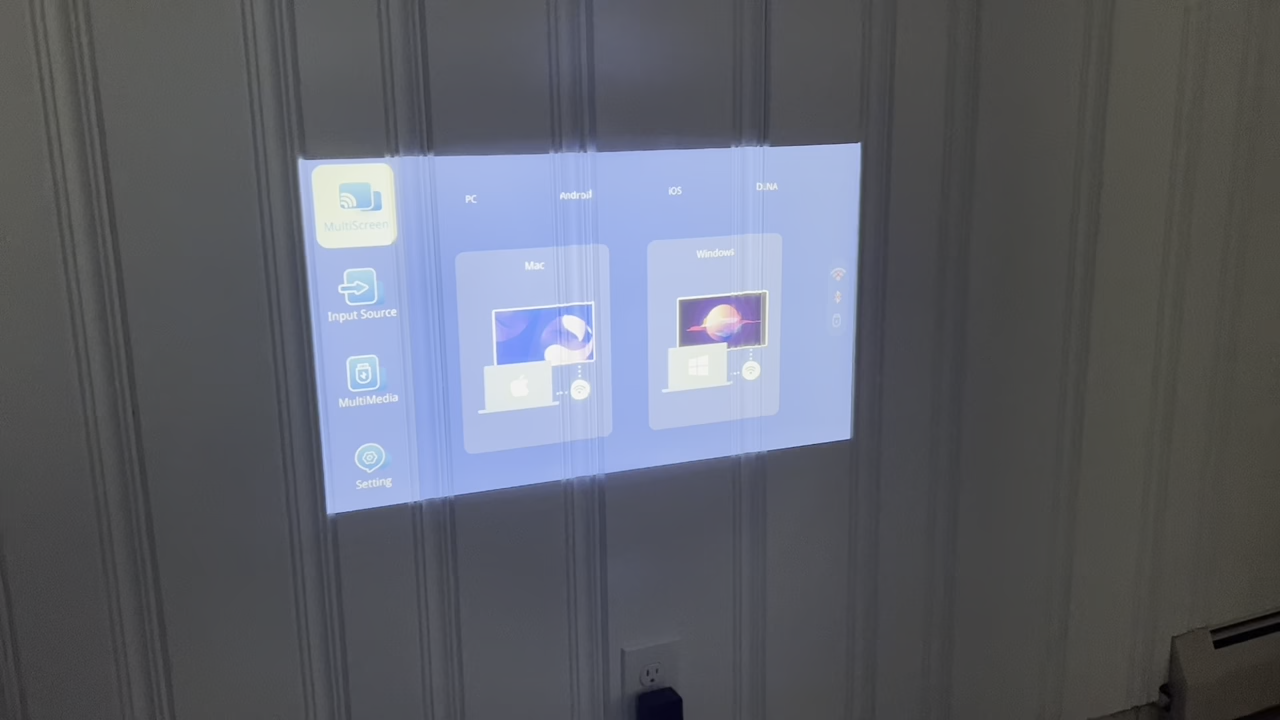 MultiScreen
PC
Android
iOS
DLNA
Mac
Windows
Input Source
MultiMedia
Setting